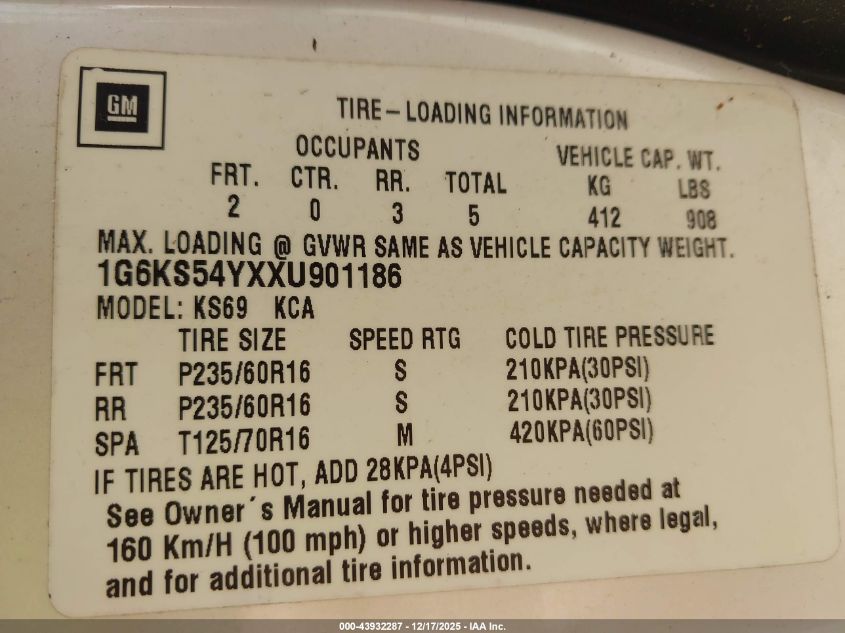 GM
TIRE-LOADING INFORMATION
OCCUPANTS VEHICLE CAP. WT.
FRT. CTR. RR. TOTAL KG LBS
2 0 3 5 412 908
MAX. LOADING @ GVWR SAME AS VEHICLE CAPACITY WEIGHT.
1G6KS54YXXU901186
MODEL: KS69 KCA
TIRE SIZE SPEED RTG COLD TIRE PRESSURE
FRT P235/60R16 S 210KPA(30PSI)
RR P235/60R16 S 210KPA(30PSI)
SPA T125/70R16 M 420KPA(60PSI)
IF TIRES ARE HOT, ADD 28KPA(4PSI)
See Owner´s Manual for tire pressure needed at
160 Km/H (100 mph) or higher speeds, where legal,
and for additional tire information.
000-43932287 - 12/17/2025 - IAA Inc.